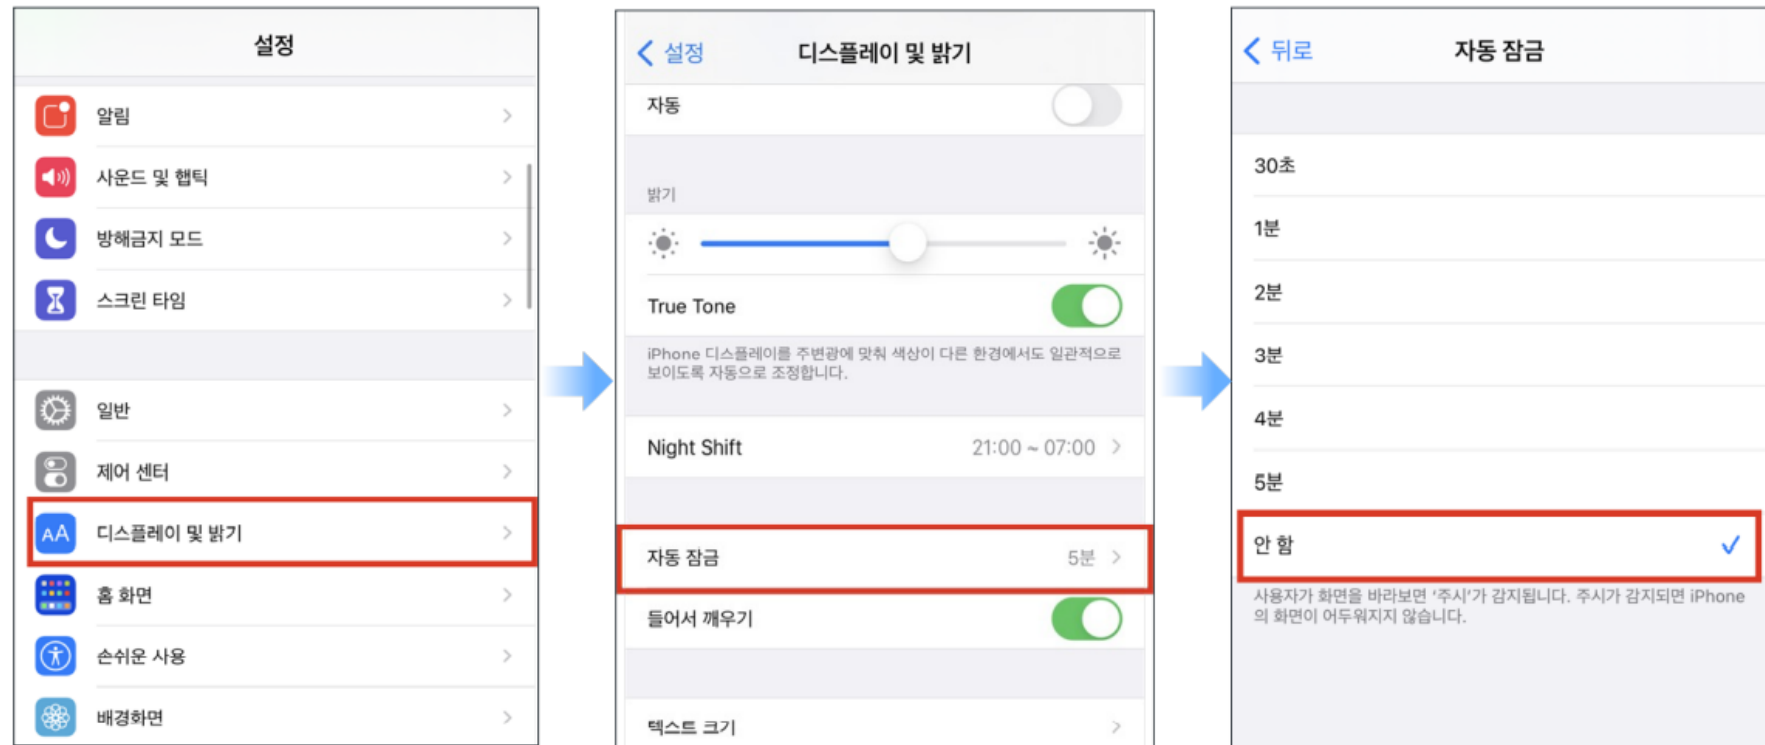 설정
알림
사운드 및 햅틱
방해금지 모드
스크린 타임
일반
제어 센터
AA
디스플레이 및 밝기
홈 화면
손쉬운 사용
배경화면
설정
디스플레이 및 밝기
자동
밝기
True Tone
iPhone 디스플레이를 주변광에 맞춰 색상이 다른 환경에서도 일관적으로
보이도록 자동으로 조정합니다.
Night Shift 21:00 ~ 07:00
자동 잠금 5분
들어서 깨우기
텍스트 크기
뒤로
자동 잠금
30초
1분
2분
3분
4분
5분
안 함
사용자가 화면을 바라보면 '주시'가 감지됩니다. 주시가 감지되면 iPhone
의 화면이 어두워지지 않습니다.